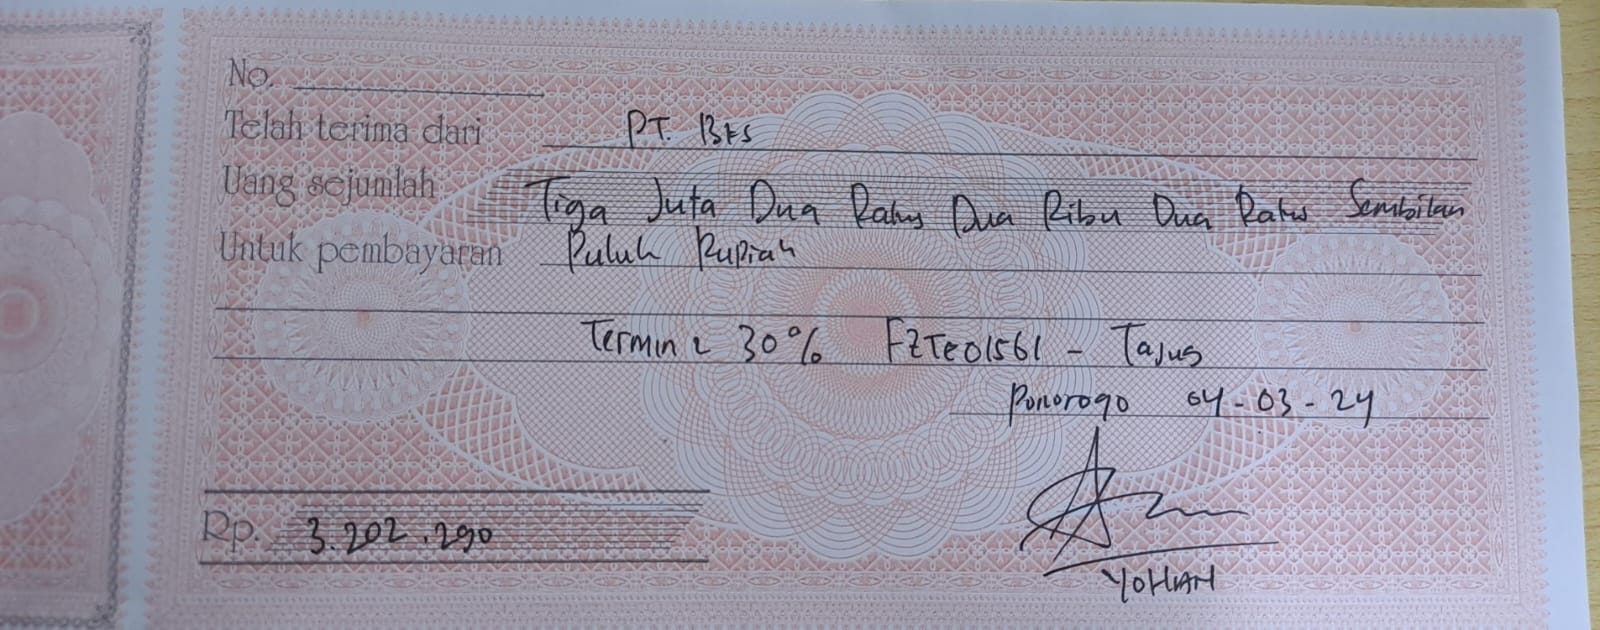 No.
Telah terima dari PT. BKS
Uang sejumlah Tiga Juta Dua Ratus Dua Ribu Dua Ratus Sembilan
Untuk pembayaran Puluh Rupiah
Termin 2 30% FZTE01561 - Tajus
Ponorogo 04-03-24
Rp. 3.202.290
YOHAN